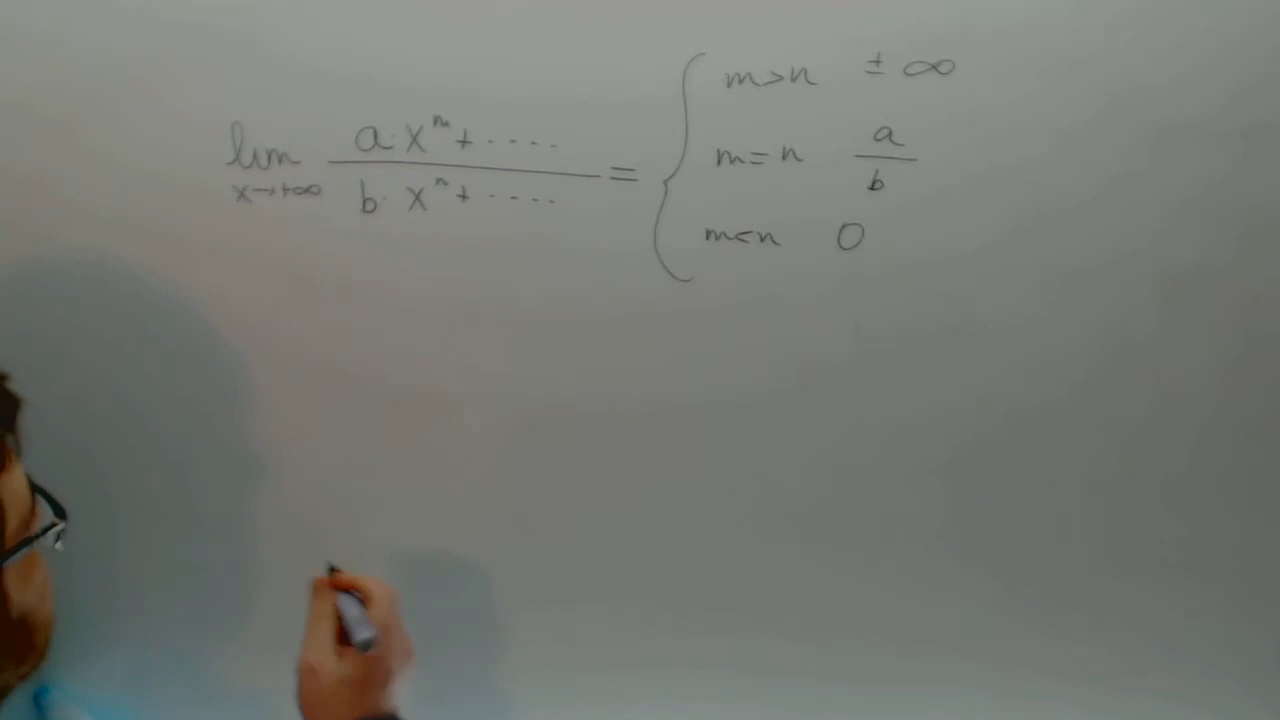 lim x→+∞ a·x^m + ····
b·x^n + ···· =
m>n ± ∞
m=n a/b
m<n 0